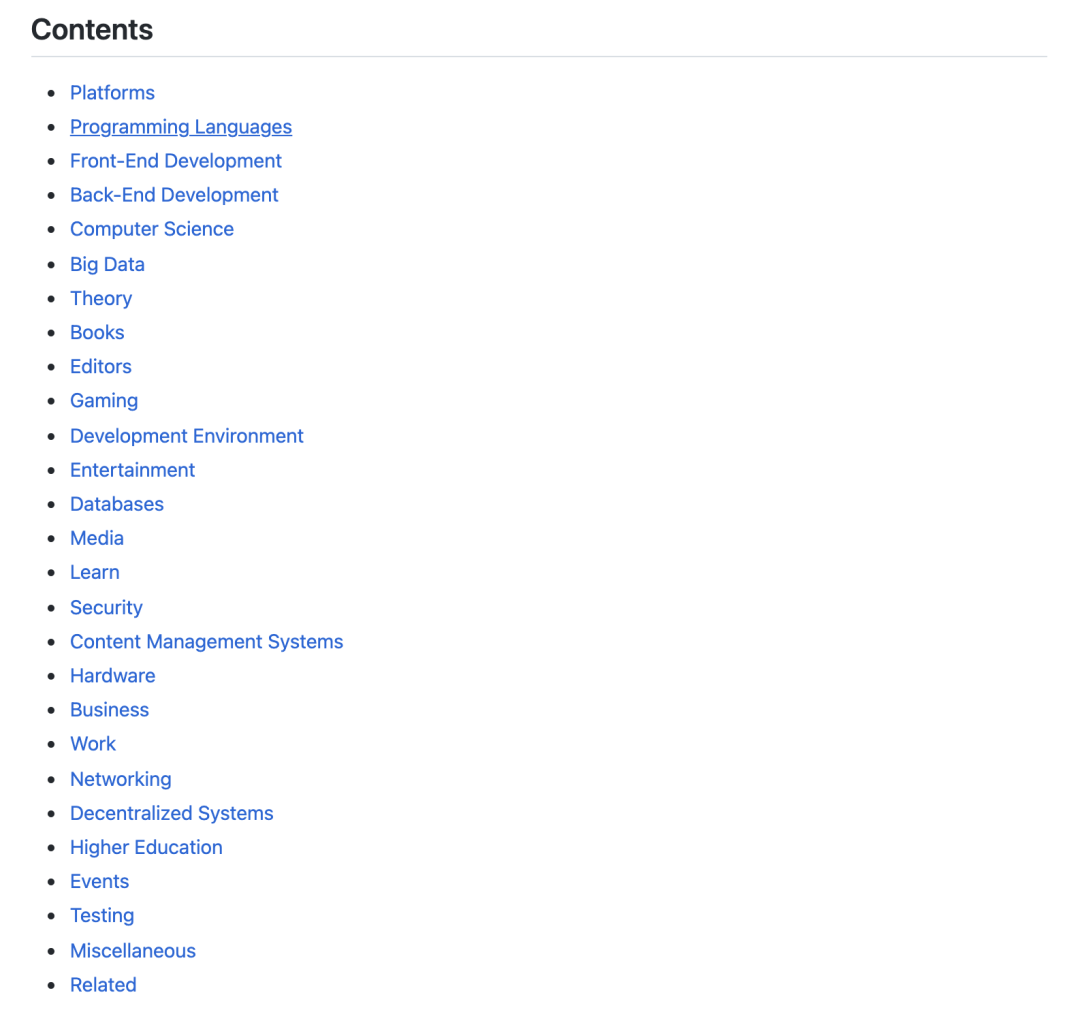 Contents
Platforms
Programming Languages
Front-End Development
Back-End Development
Computer Science
Big Data
Theory
Books
Editors
Gaming
Development Environment
Entertainment
Databases
Media
Learn
Security
Content Management Systems
Hardware
Business
Work
Networking
Decentralized Systems
Higher Education
Events
Testing
Miscellaneous
Related